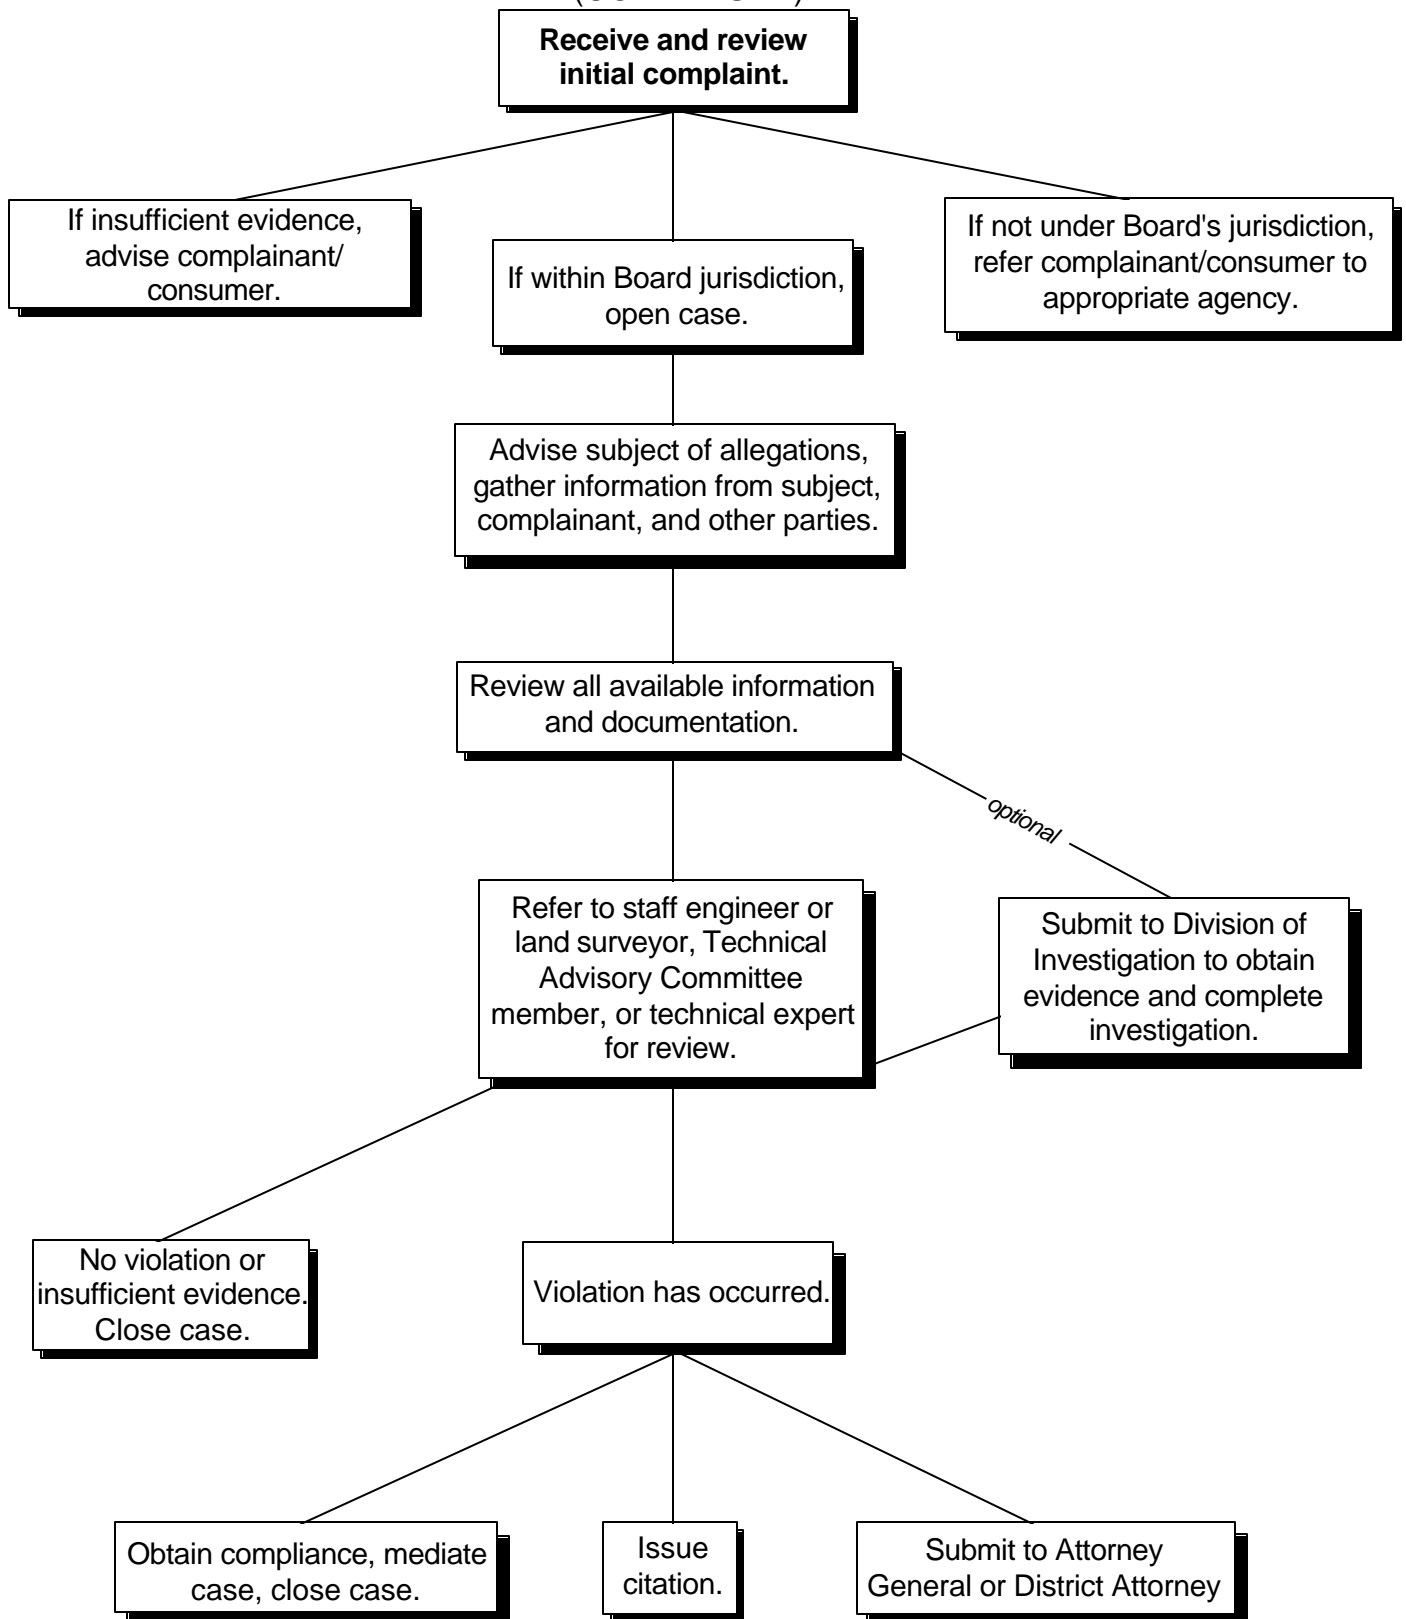 Receive and review
initial complaint.
If insufficient evidence,
advise complainant/
consumer.
If within Board jurisdiction,
open case.
If not under Board's jurisdiction,
refer complainant/consumer to
appropriate agency.
Advise subject of allegations,
gather information from subject,
complainant, and other parties.
Review all available information
and documentation.
optional
Refer to staff engineer or
land surveyor, Technical
Advisory Committee
member, or technical expert
for review.
Submit to Division of
Investigation to obtain
evidence and complete
investigation.
No violation or
insufficient evidence.
Close case.
Violation has occurred.
Obtain compliance, mediate
case, close case.
Issue
citation.
Submit to Attorney
General or District Attorney